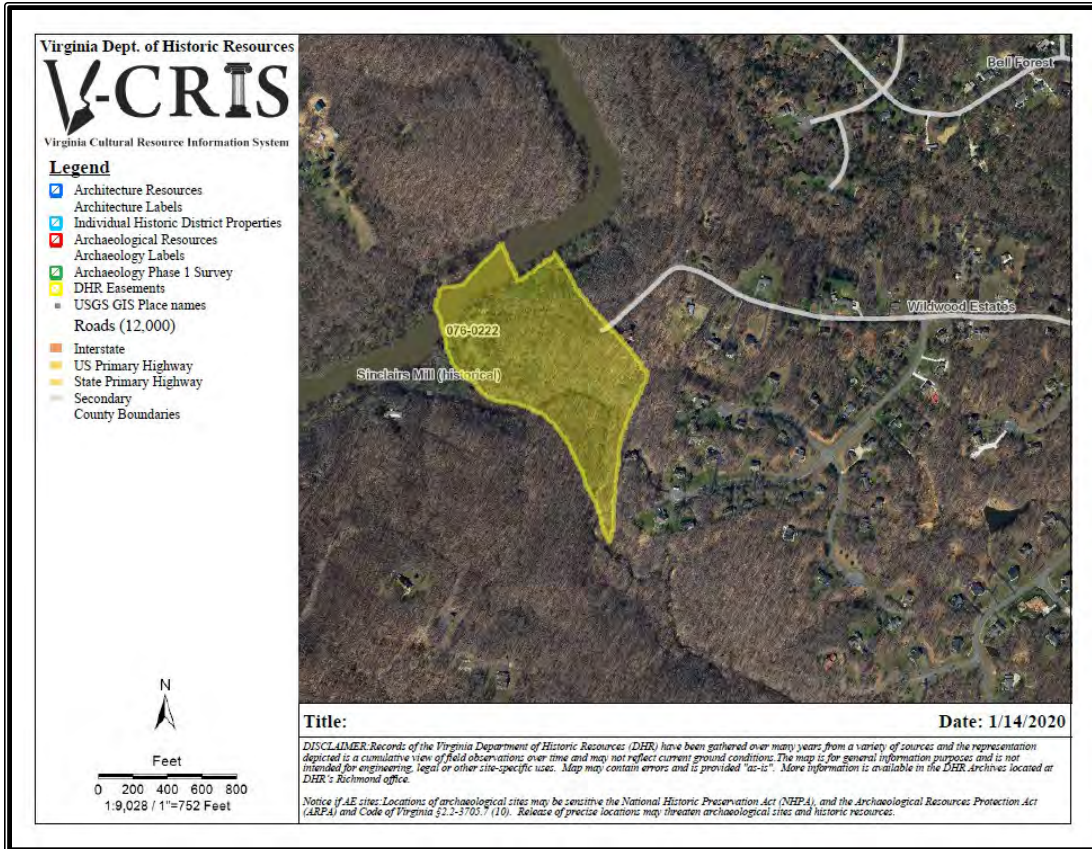 Virginia Dept. of Historic Resources
V-CRIS
Virginia Cultural Resource Information System
Legend
Architecture Resources
Architecture Labels
Individual Historic District Properties
Archaeological Resources
Archaeology Labels
Archaeology Phase 1 Survey
DHR Easements
USGS GIS Place names
Roads (12,000)
Interstate
US Primary Highway
State Primary Highway
Secondary
County Boundaries
N
Feet
0 200 400 600 800
1:9,028 / 1"=752 Feet
Bell Forest
Wildwood Estates
076-0222
Sinclairs Mill (historical)
Title:
Date: 1/14/2020
DISCLAIMER:Records of the Virginia Department of Historic Resources (DHR) have been gathered over many years from a variety of sources and the representation
depicted is a cumulative view of field observations over time and may not reflect current ground conditions.The map is for general information purposes and is not
intended for engineering, legal or other site-specific uses. Map may contain errors and is provided "as-is". More information is available in the DHR Archives located at
DHR's Richmond office.
Notice if AE sites:Locations of archaeological sites may be sensitive the National Historic Preservation Act (NHPA), and the Archaeological Resources Protection Act
(ARPA) and Code of Virginia §2.2-3705.7 (10). Release of precise locations may threaten archaeological sites and historic resources.